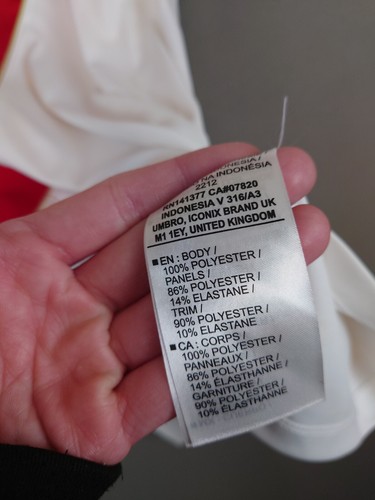 INDONESIA /
NA INDONÉSIA
2212
RN141377 CA#07820
INDONESIA V 316/A3
UMBRO, ICONIX BRAND UK
M1 1EY, UNITED KINGDOM
■ EN : BODY /
100% POLYESTER /
PANELS /
86% POLYESTER /
14% ELASTANE /
TRIM /
90% POLYESTER /
10% ELASTANE
■ CA : CORPS /
100% POLYESTER /
PANNEAUX /
86% POLYESTER /
14% ÉLASTHANNE /
GARNITURE /
90% POLYESTER /
10% ÉLASTHANNE